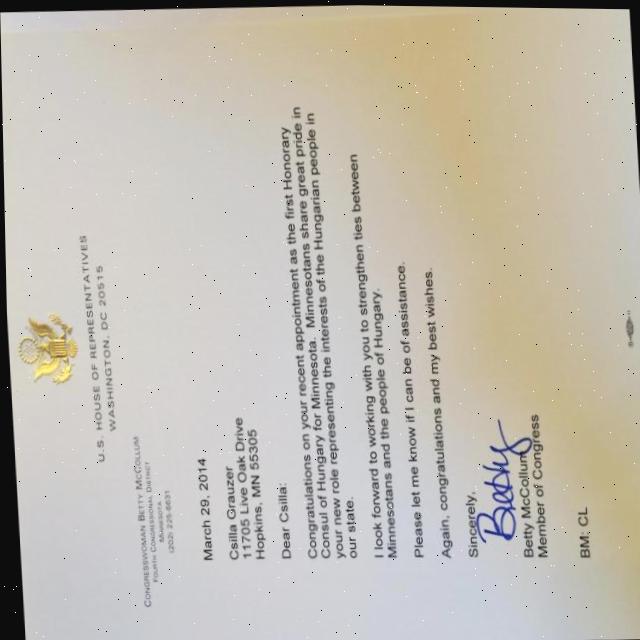 U.S. HOUSE OF REPRESENTATIVES
WASHINGTON, DC 20515
CONGRESSWOMAN BETTY MCCOLLUM
FOURTH CONGRESSIONAL DISTRICT
MINNESOTA
(202) 225-6631
March 29, 2014
Csilla Grauzer
11705 Live Oak Drive
Hopkins, MN 55305
Dear Csilla:
Congratulations on your recent appointment as the first Honorary
Consul of Hungary for Minnesota. Minnesotans share great pride in
your new role representing the interests of the Hungarian people in
our state.
I look forward to working with you to strengthen ties between
Minnesotans and the people of Hungary.
Please let me know if I can be of assistance.
Again, congratulations and my best wishes.
Sincerely,
Betty
Betty McCollum
Member of Congress
BM: CL